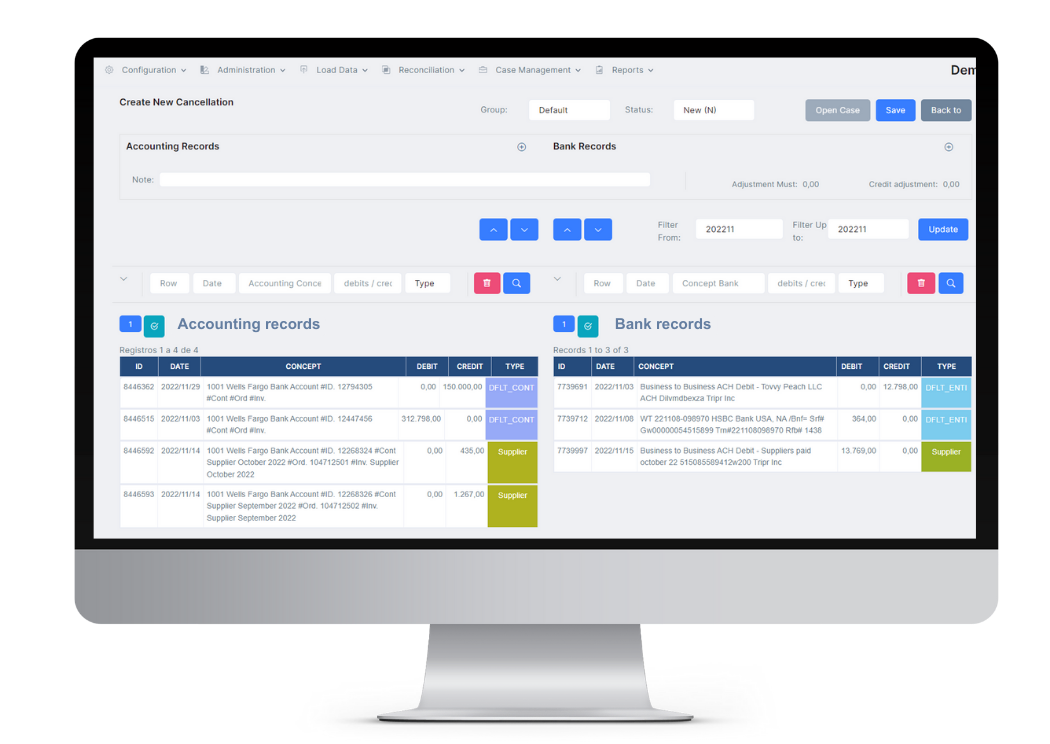 Configuration Administration Load Data Reconciliation Case Management Reports Dem
Create New Cancellation
Group: Default Status: New (N) Open Case Save Back to
Accounting Records Bank Records
Note: Adjustment Must: 0,00 Credit adjustment: 0,00
Filter From: 202211 Filter Up to: 202211 Update
Row Date Accounting Conce debits / crec Type Row Date Concept Bank debits / crec Type
1 Accounting records
Registros 1 a 4 de 4
ID DATE CONCEPT DEBIT CREDIT TYPE
8446362 2022/11/29 1001 Wells Fargo Bank Account #ID. 12794305 0,00 150.000,00 DFLT_CONT
#Cont #Ord #Inv.
8446515 2022/11/03 1001 Wells Fargo Bank Account #ID. 12447456 312.798,00 0,00 DFLT_CONT
#Cont #Ord #Inv.
8446592 2022/11/14 1001 Wells Fargo Bank Account #ID. 12268324 #Cont 0,00 435,00 Supplier
Supplier October 2022 #Ord. 104712501 #Inv. Supplier
October 2022
8446593 2022/11/14 1001 Wells Fargo Bank Account #ID. 12268326 #Cont 0,00 1.267,00 Supplier
Supplier September 2022 #Ord. 104712502 #Inv.
Supplier September 2022
1 Bank records
Records 1 to 3 of 3
ID DATE CONCEPT DEBIT CREDIT TYPE
7739691 2022/11/03 Business to Business ACH Debit - Tovvy Peach LLC 0,00 12.798,00 DFLT_ENTI
ACH Dilvmdbexza Tripr Inc
7739712 2022/11/08 WT 221108-098970 HSBC Bank USA, NA /Bnf= Srf# 364,00 0,00 DFLT_ENTI
Gw00000054515899 Trn#221108098970 Rfb# 1436
7739997 2022/11/15 Business to Business ACH Debit - Suppliers paid 13.769,00 0,00 Supplier
october 22 515085589412w200 Tripr Inc